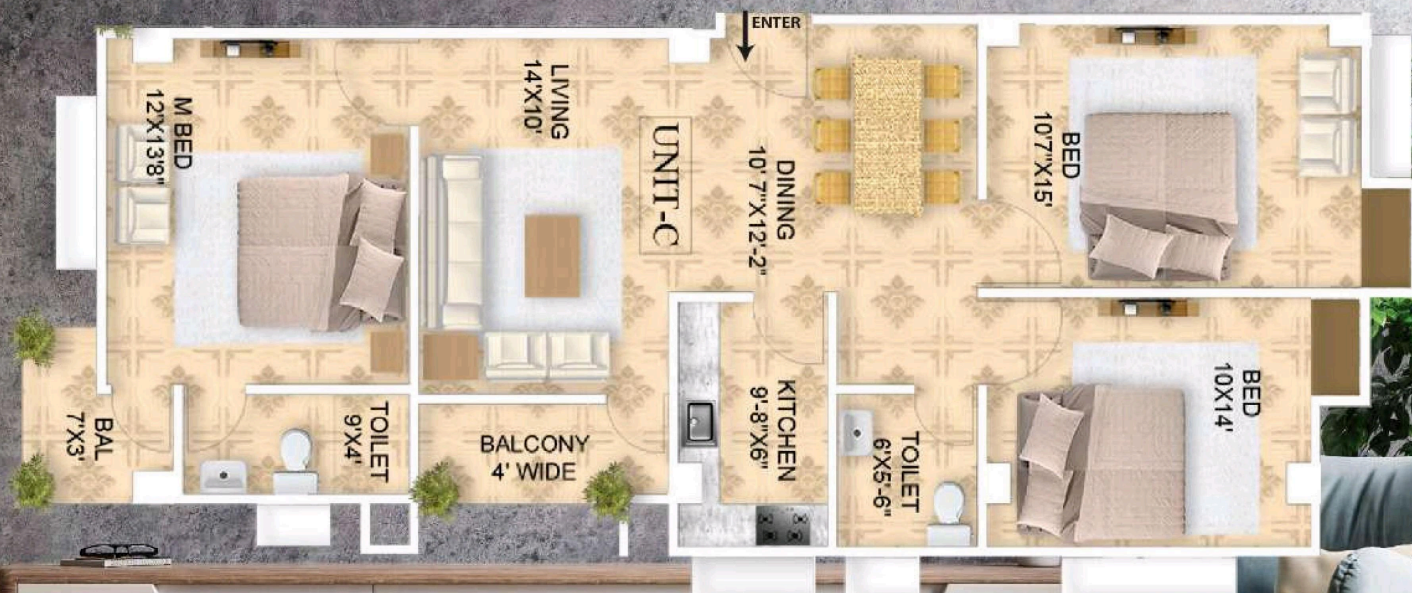 ENTER
M BED
12'X13'8"
LIVING
14'X10'
UNIT-C
DINING
10' 7"X12'-2"
BED
10'7"X15'
BED
10X14'
BAL
7'X3'
TOILET
9'X4'
BALCONY
4' WIDE
KITCHEN
9'-8"X6"
TOILET
6'X5'-6"